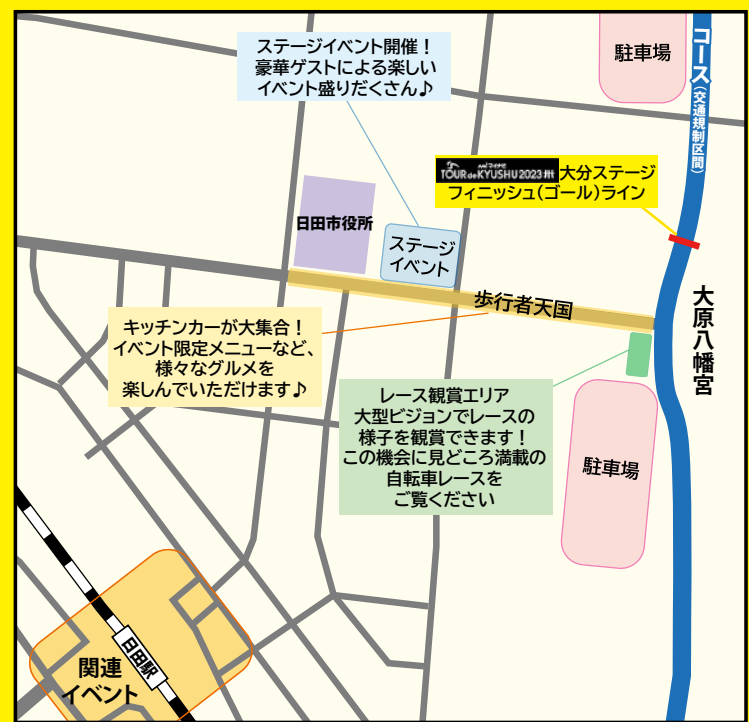 ステージイベント開催！
豪華ゲストによる楽しい
イベント盛りだくさん♪
駐車場
コース（交通規制区間）
マイナビ
TOUR de KYUSHU 2023 大分ステージ
フィニッシュ（ゴール）ライン
日田市役所
ステージ
イベント
歩行者天国
大原八幡宮
キッチンカーが大集合！
イベント限定メニューなど、
様々なグルメを
楽しんでいただけます♪
レース観賞エリア
大型ビジョンでレースの
様子を観賞できます！
この機会に見どころ満載の
自転車レースを
ご覧ください
駐車場
日田駅
関連
イベント